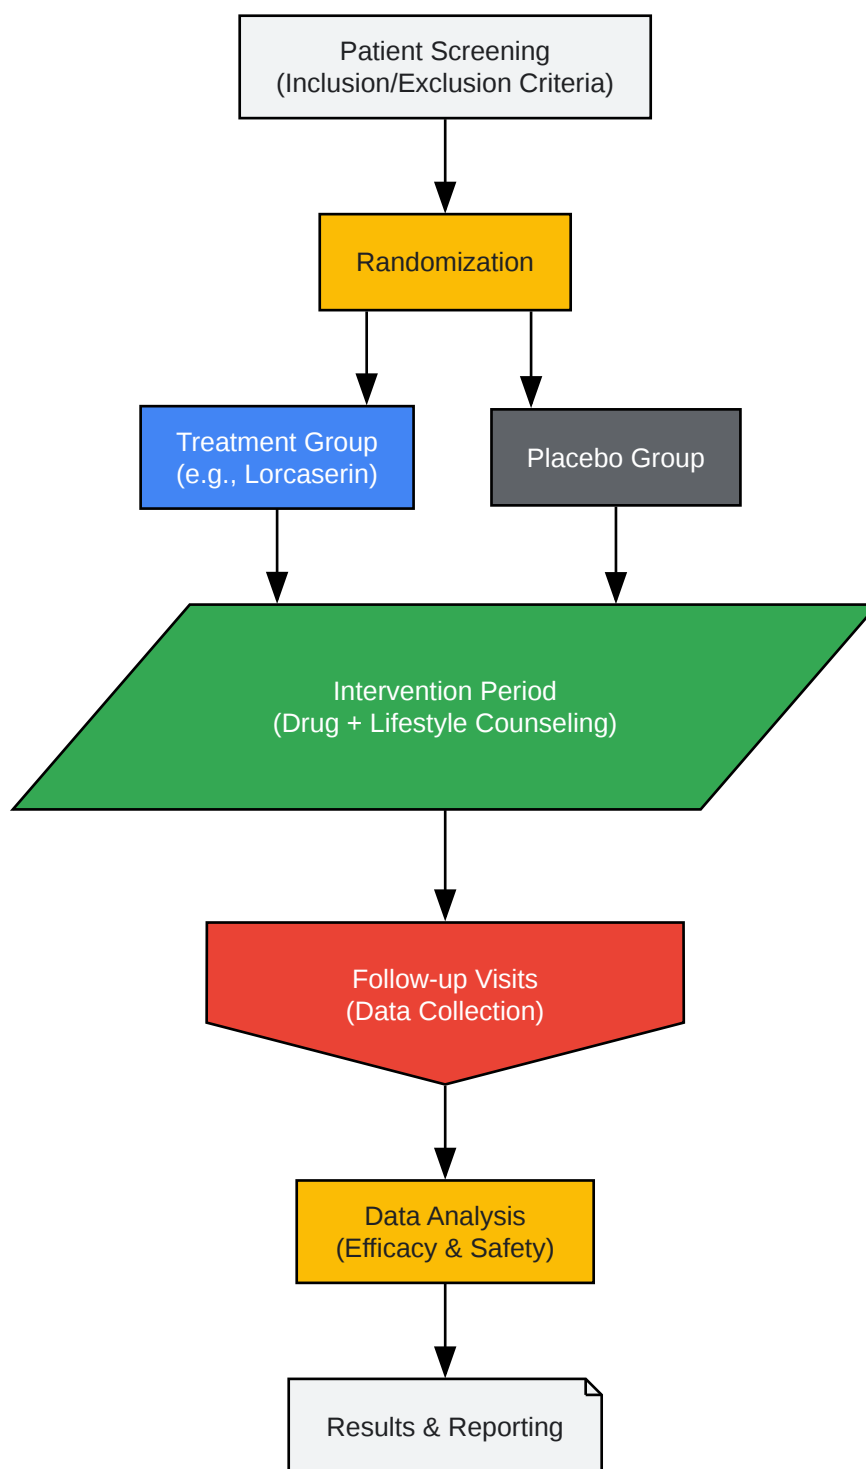 Patient Screening
(Inclusion/Exclusion Criteria)
Randomization
Treatment Group
(e.g., Lorcaserin)
Placebo Group
Intervention Period
(Drug + Lifestyle Counseling)
Follow-up Visits
(Data Collection)
Data Analysis
(Efficacy & Safety)
Results & Reporting